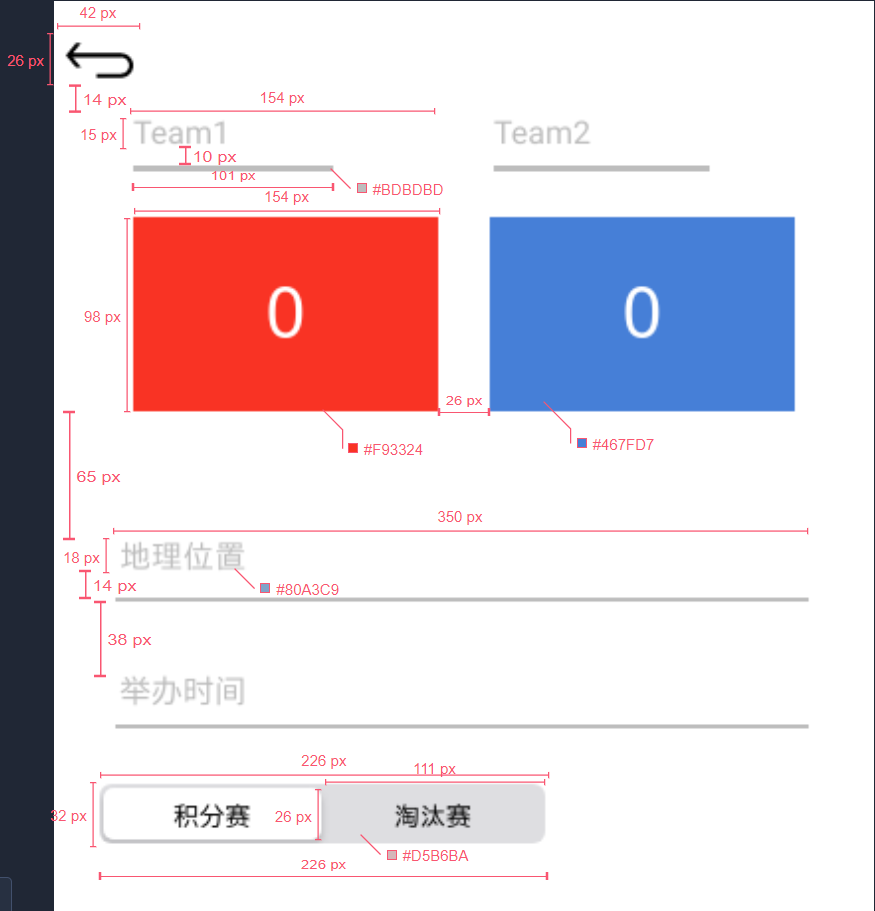 42 px
26 px
14 px
154 px
15 px
Team1
Team2
10 px
101 px
#BDBDBD
154 px
98 px
0
0
26 px
#F93324
#467FD7
65 px
350 px
18 px
地理位置
14 px
#80A3C9
38 px
举办时间
226 px
111 px
32 px
积分赛
26 px
淘汰赛
#D5B6BA
226 px